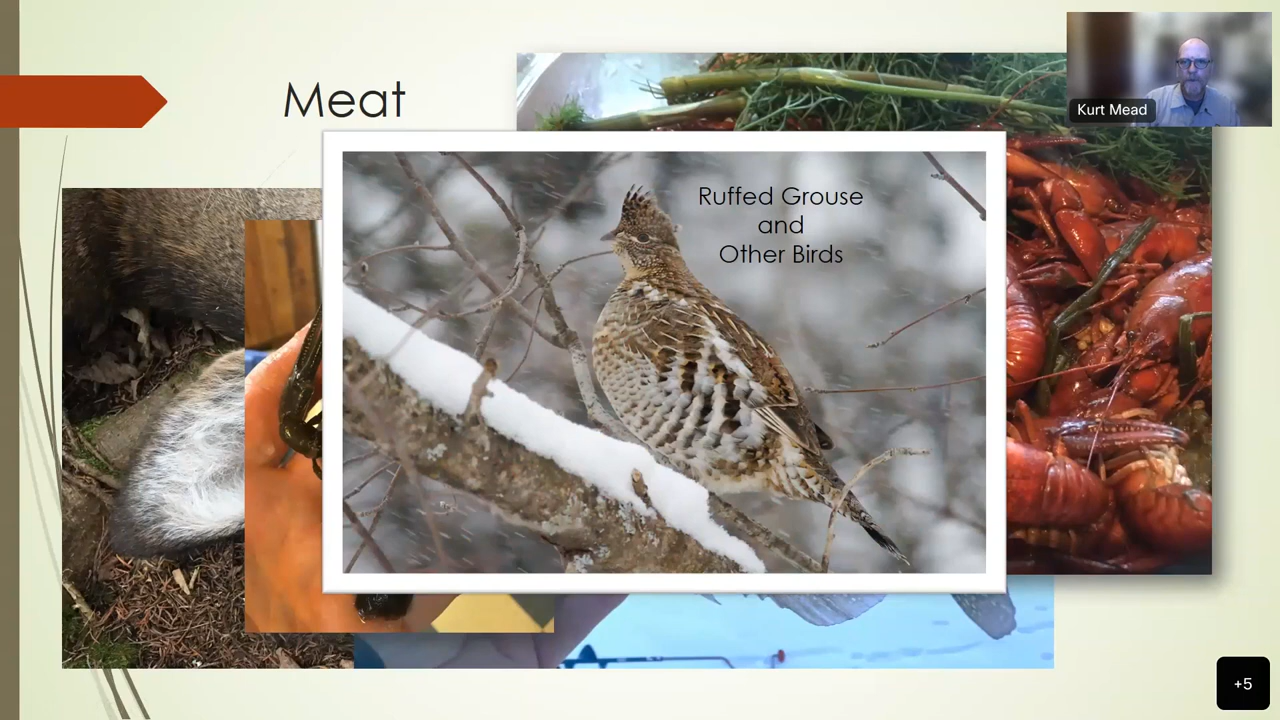 Meat
Kurt Mead
Ruffed Grouse
and
Other Birds
+5